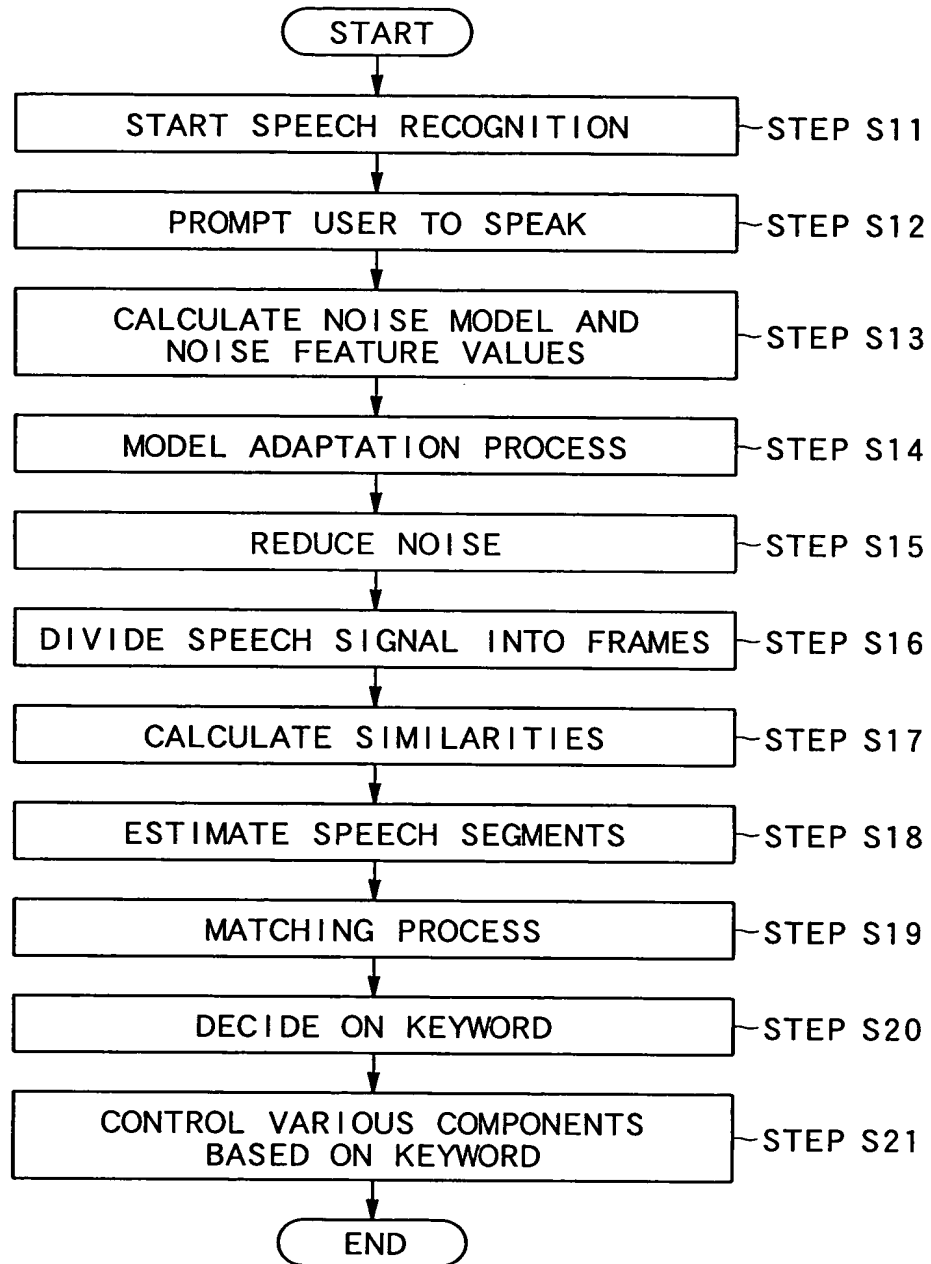 START
START SPEECH RECOGNITION
STEP S11
PROMPT USER TO SPEAK
STEP S12
CALCULATE NOISE MODEL AND
NOISE FEATURE VALUES
STEP S13
MODEL ADAPTATION PROCESS
STEP S14
REDUCE NOISE
STEP S15
DIVIDE SPEECH SIGNAL INTO FRAMES
STEP S16
CALCULATE SIMILARITIES
STEP S17
ESTIMATE SPEECH SEGMENTS
STEP S18
MATCHING PROCESS
STEP S19
DECIDE ON KEYWORD
STEP S20
CONTROL VARIOUS COMPONENTS
BASED ON KEYWORD
STEP S21
END